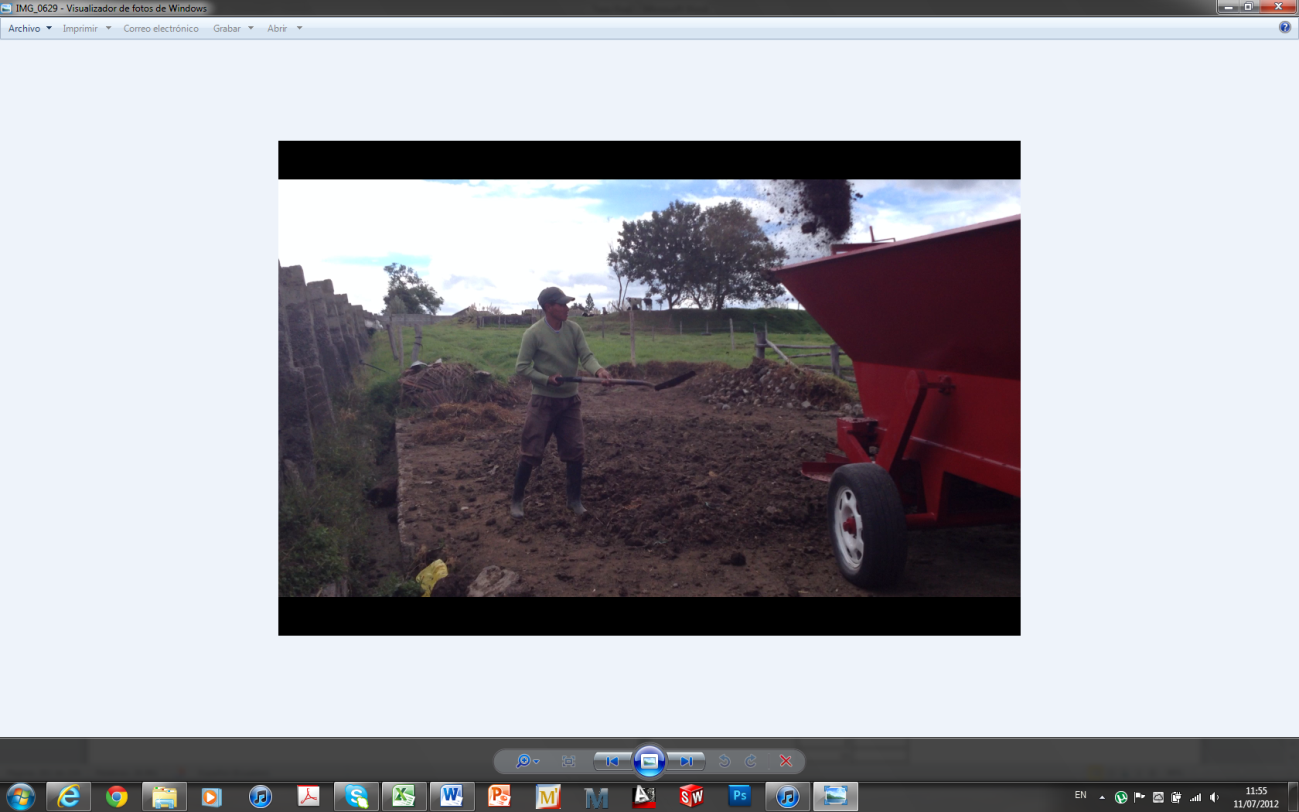 IMG_0629 - Visualizador de fotos de Windows
Archivo Imprimir Correo electrónico Grabar Abrir
EN
11:55
11/07/2012